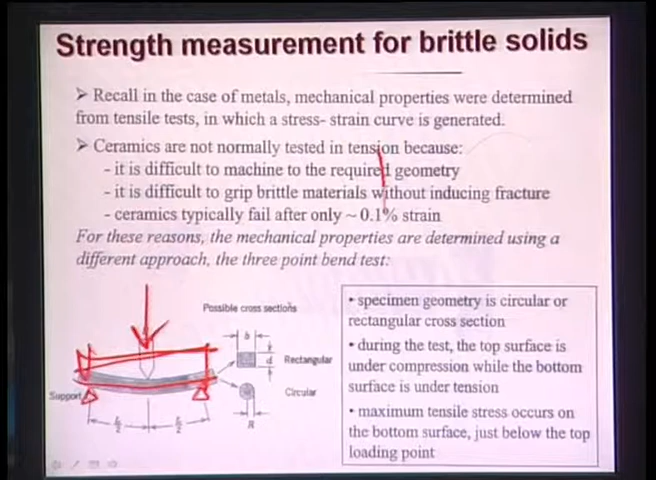 Strength measurement for brittle solids
➢ Recall in the case of metals, mechanical properties were determined
from tensile tests, in which a stress- strain curve is generated.
➢ Ceramics are not normally tested in tension because:
- it is difficult to machine to the required geometry
- it is difficult to grip brittle materials without inducing fracture
- ceramics typically fail after only ~ 0.1% strain
For these reasons, the mechanical properties are determined using a
different approach, the three point bend test:
Possible cross sections
b
d
Rectangular
Support
Circular
L/2
L/2
R
• specimen geometry is circular or
rectangular cross section
• during the test, the top surface is
under compression while the bottom
surface is under tension
• maximum tensile stress occurs on
the bottom surface, just below the top
loading point